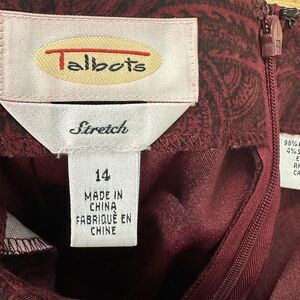 Talbots
Stretch
14
MADE IN
CHINA
FABRIQUÉ EN
CHINE